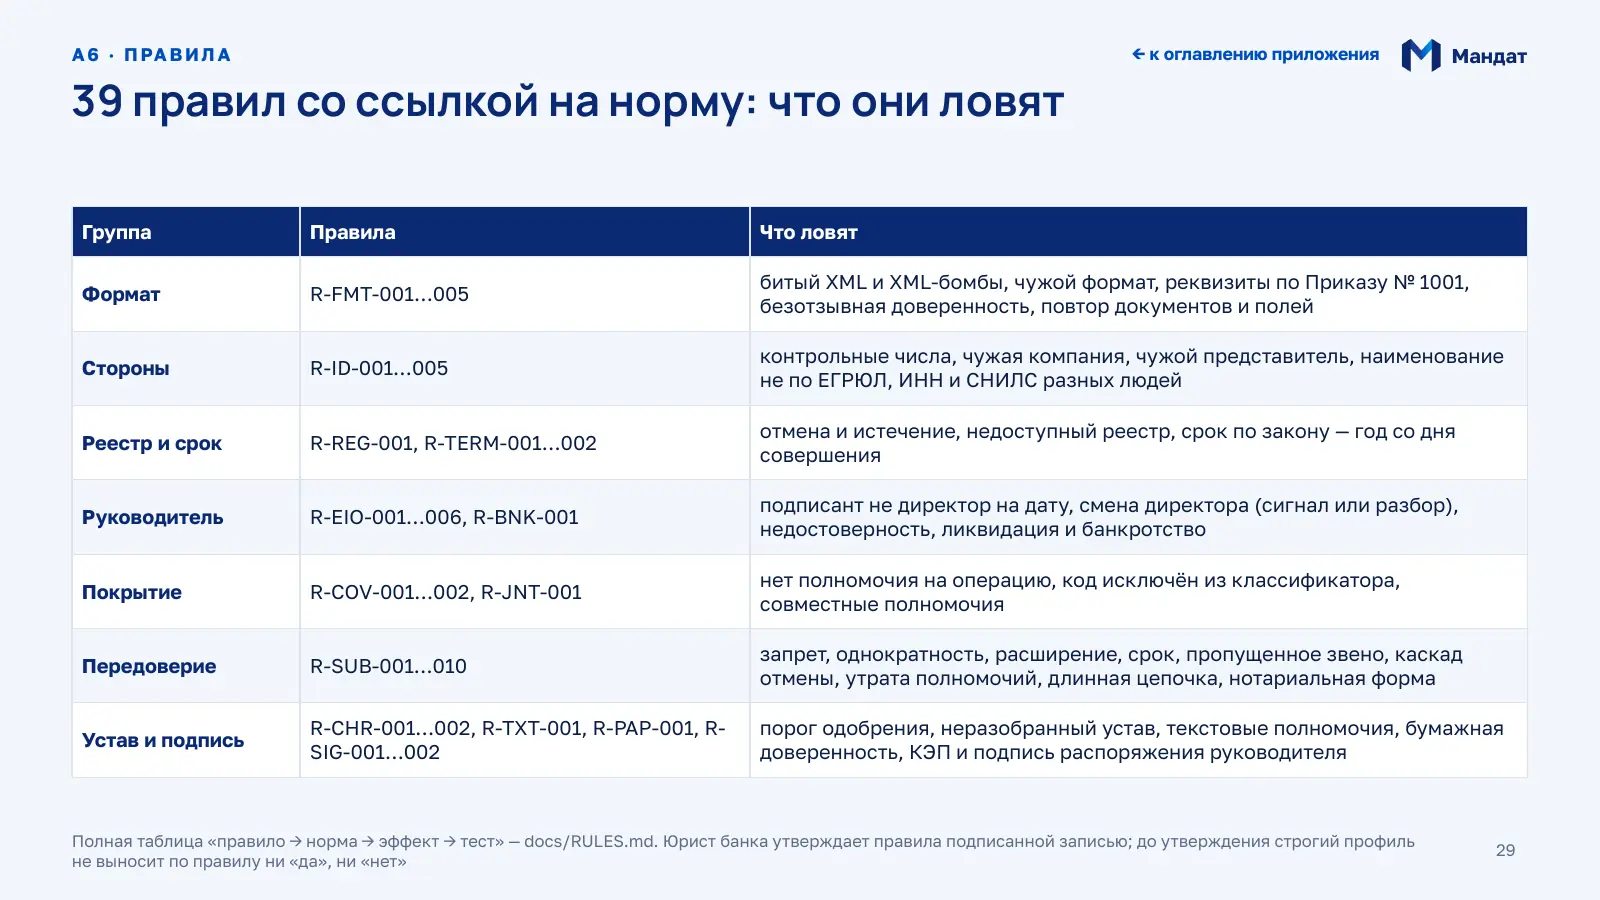 А6 · ПРАВИЛА
← к оглавлению приложения
Мандат
39 правил со ссылкой на норму: что они ловят
Группа
Правила
Что ловят
Формат
R-FMT-001…005
битый XML и XML-бомбы, чужой формат, реквизиты по Приказу № 1001,
безотзывная доверенность, повтор документов и полей
Стороны
R-ID-001…005
контрольные числа, чужая компания, чужой представитель, наименование
не по ЕГРЮЛ, ИНН и СНИЛС разных людей
Реестр и срок
R-REG-001, R-TERM-001…002
отмена и истечение, недоступный реестр, срок по закону — год со дня
совершения
Руководитель
R-EIO-001…006, R-BNK-001
подписант не директор на дату, смена директора (сигнал или разбор),
недостоверность, ликвидация и банкротство
Покрытие
R-COV-001…002, R-JNT-001
нет полномочия на операцию, код исключён из классификатора,
совместные полномочия
Передоверие
R-SUB-001…010
запрет, однократность, расширение, срок, пропущенное звено, каскад
отмены, утрата полномочий, длинная цепочка, нотариальная форма
Устав и подпись
R-CHR-001…002, R-TXT-001, R-PAP-001, R-
SIG-001…002
порог одобрения, неразобранный устав, текстовые полномочия, бумажная
доверенность, КЭП и подпись распоряжения руководителя
Полная таблица «правило → норма → эффект → тест» — docs/RULES.md. Юрист банка утверждает правила подписанной записью; до утверждения строгий профиль
не выносит по правилу ни «да», ни «нет»
29